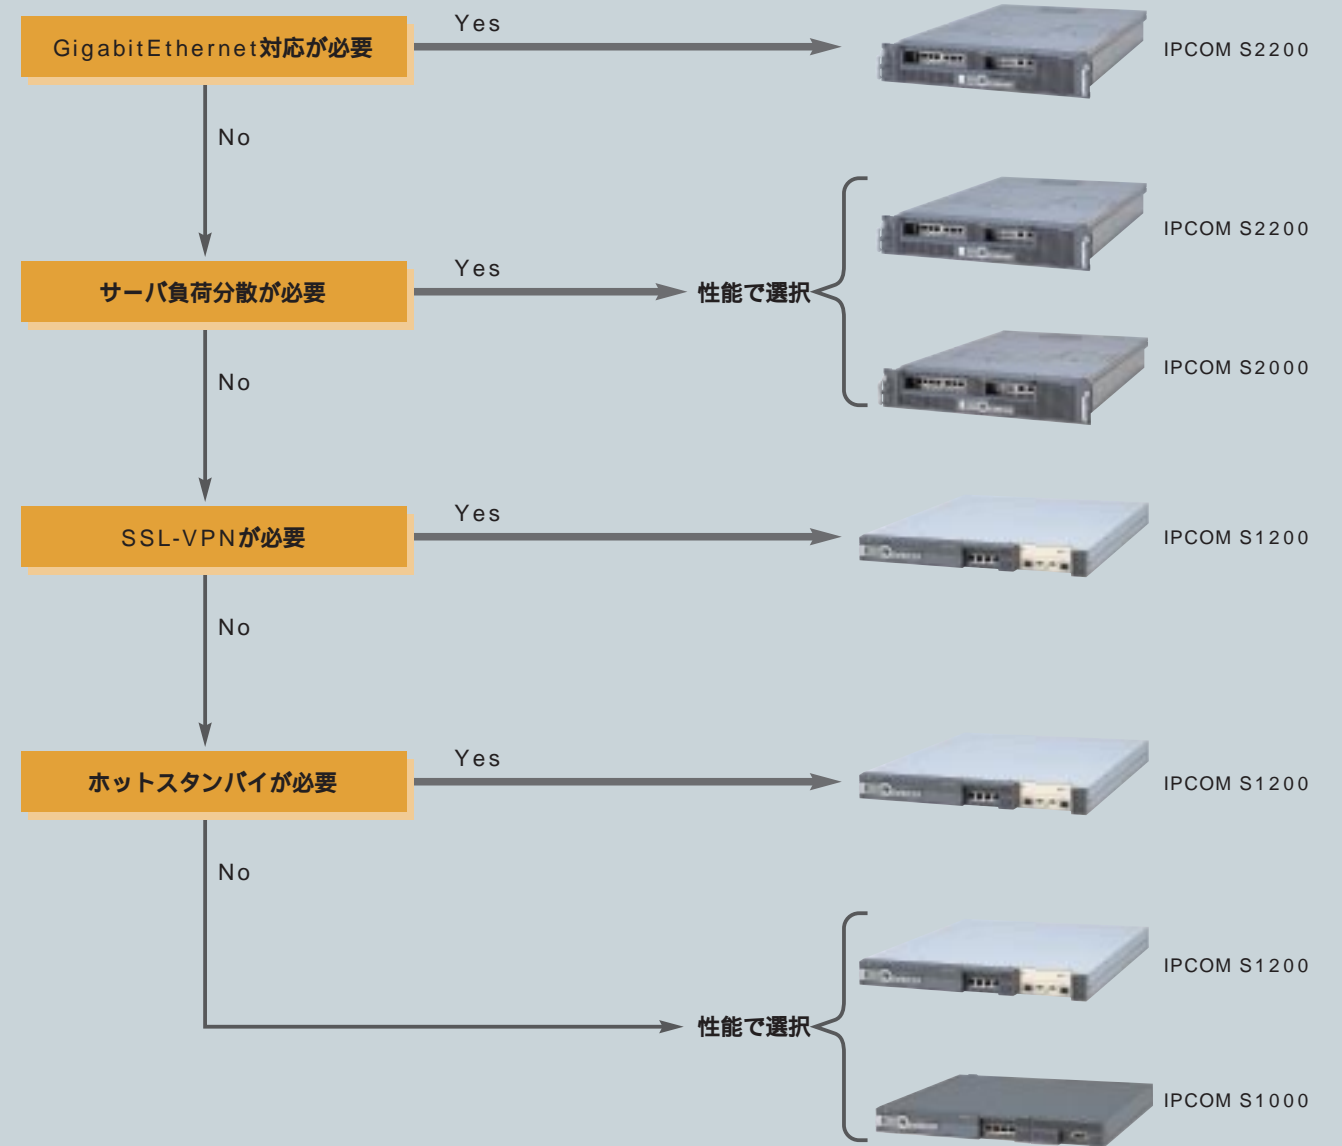 GigabitEthernet対応が必要
Yes
IPCOM S2200
No
IPCOM S2200
サーバ負荷分散が必要
Yes
性能で選択
IPCOM S2000
No
SSL-VPNが必要
Yes
IPCOM S1200
No
ホットスタンバイが必要
Yes
IPCOM S1200
No
IPCOM S1200
性能で選択
IPCOM S1000